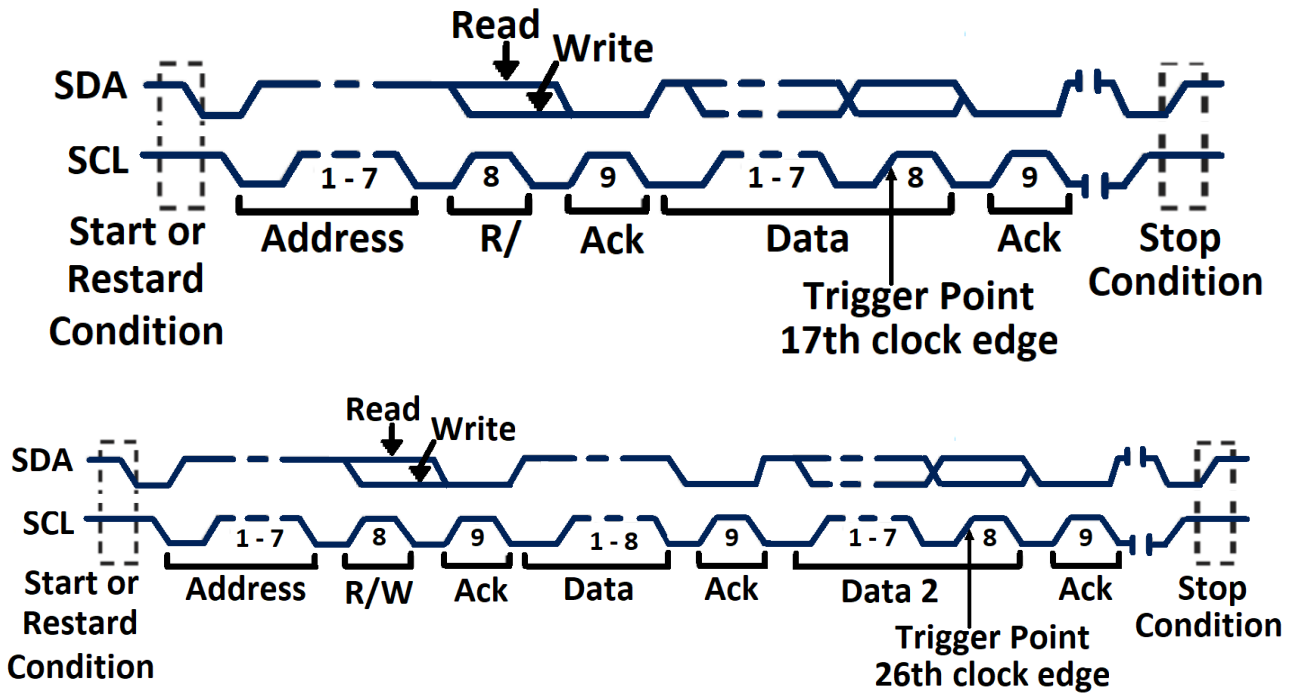 Read
Write
SDA
SCL
1 - 7
8
9
1 - 7
8
9
Start or
Restard
Condition
Address
R/
Ack
Data
Ack
Stop
Condition
Trigger Point
17th clock edge
Read
Write
SDA
SCL
1 - 7
8
9
1 - 8
9
1 - 7
8
9
Start or
Restard
Condition
Address
R/W
Ack
Data
Ack
Data 2
Ack
Stop
Condition
Trigger Point
26th clock edge